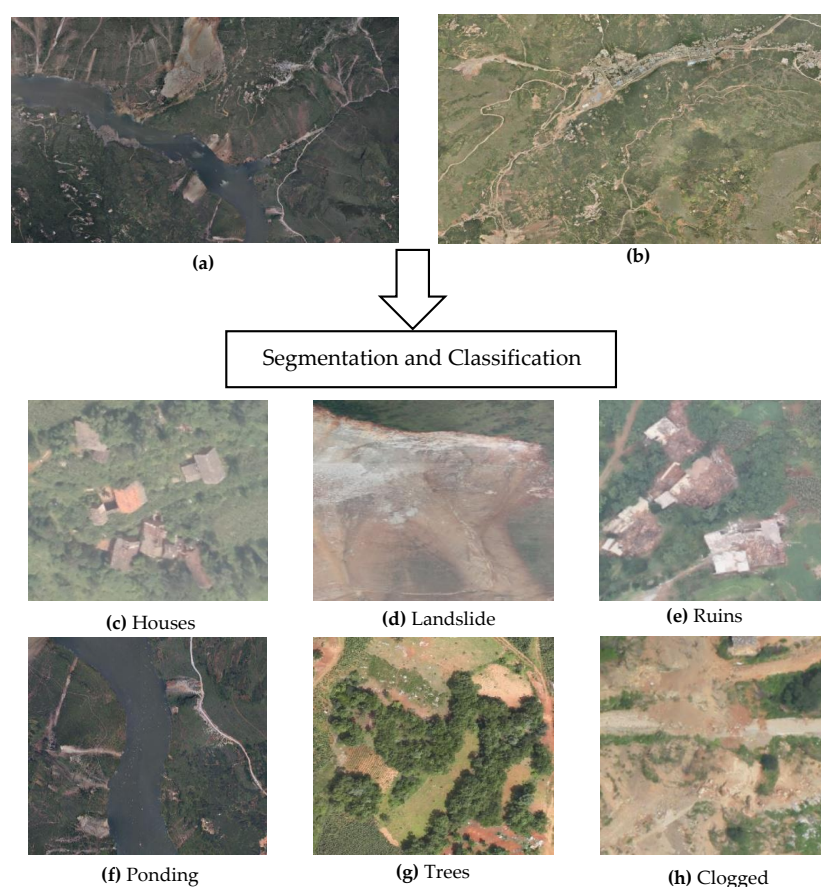 (a)
(b)
Segmentation and Classification
(c) Houses
(d) Landslide
(e) Ruins
(f) Ponding
(g) Trees
(h) Clogged